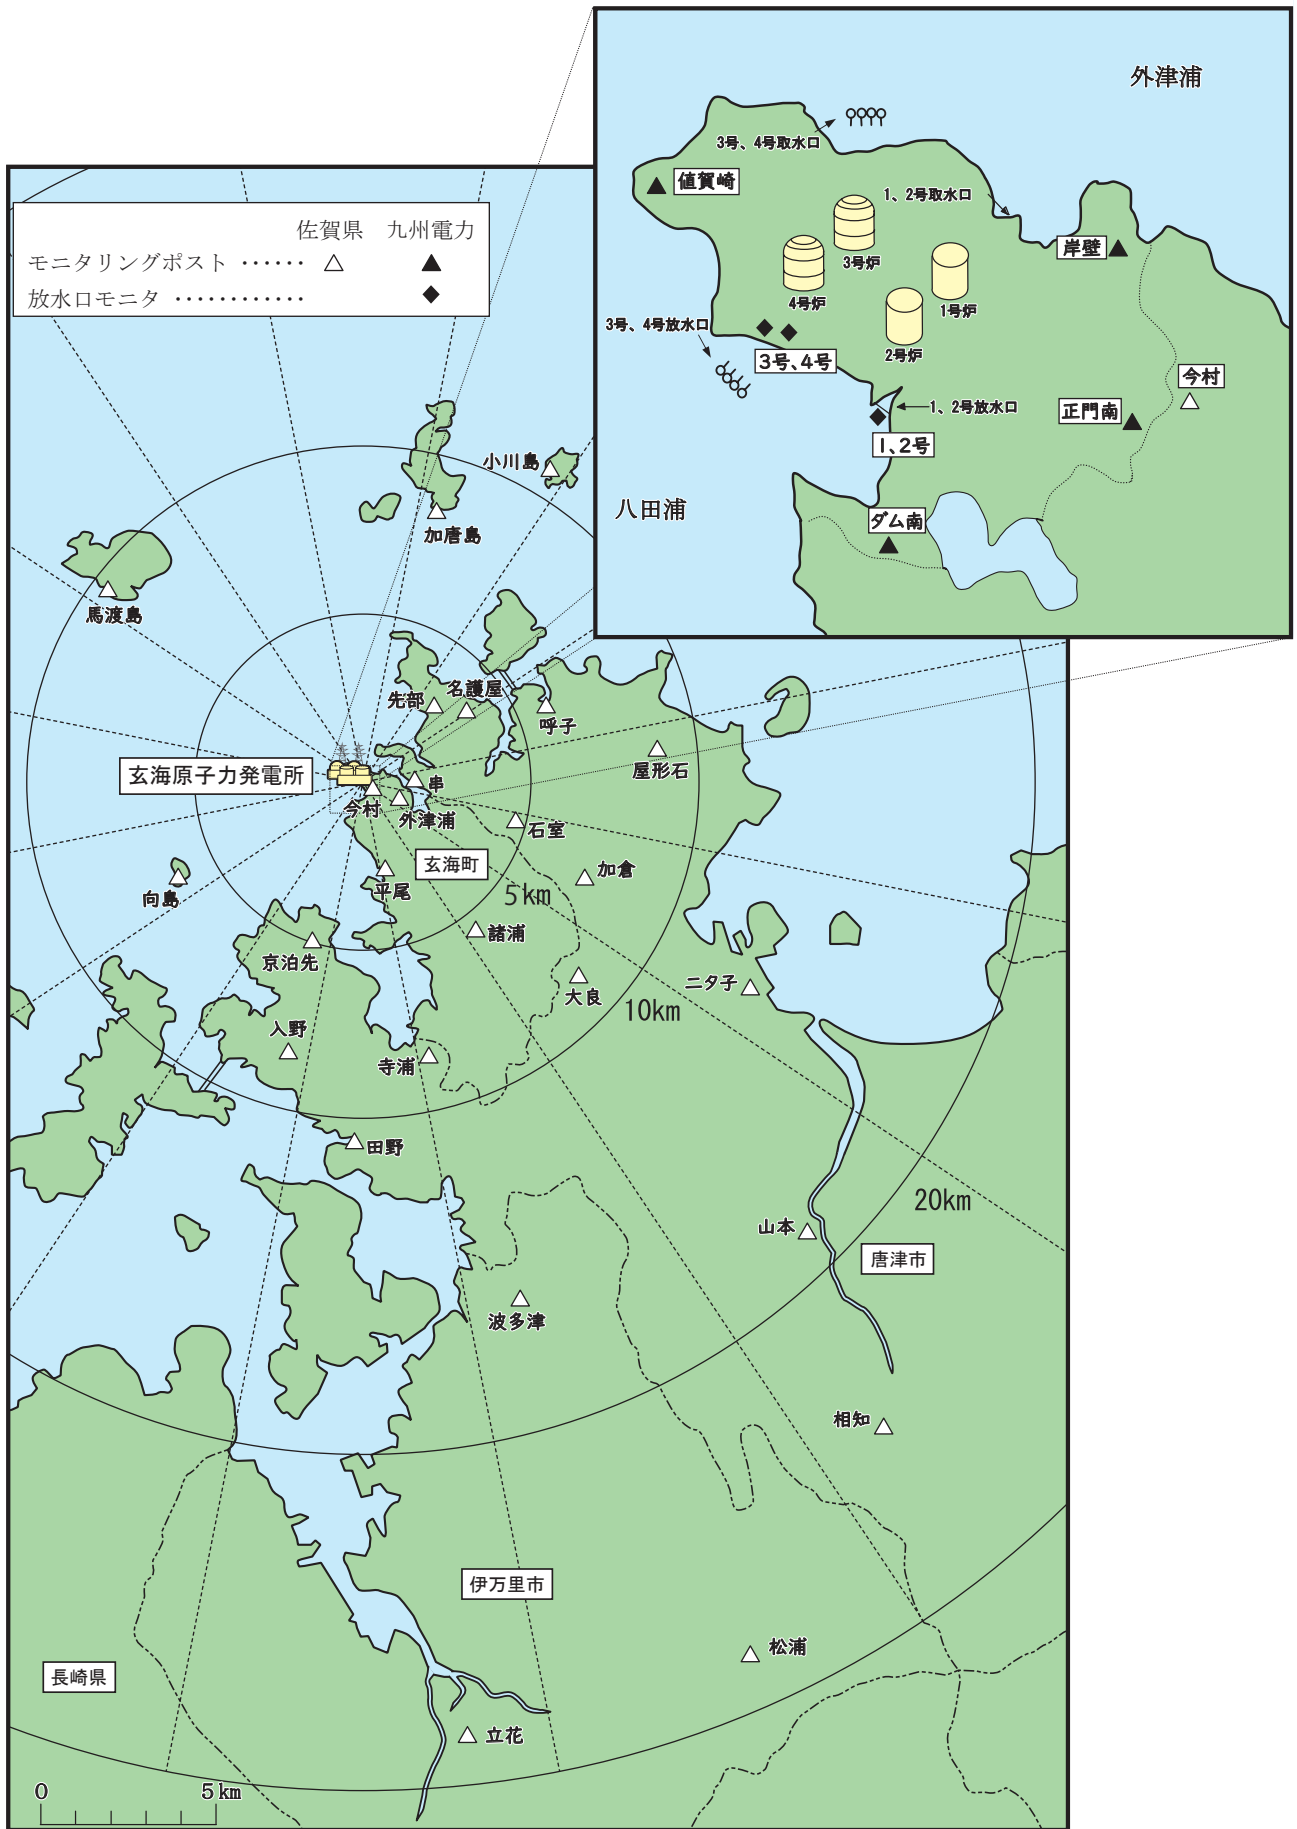 外津浦
3号、4号取水口
値賀崎
1、2号取水口
岸壁
3号炉
4号炉
1号炉
2号炉
3号、4号放水口
3号、4号
今村
1、2号放水口
正門南
1、2号
八田浦
ダム南
佐賀県 九州電力
モニタリングポスト ‥‥‥ △ ▲
放水口モニタ ‥‥‥‥‥‥ ◆
小川島
加唐島
馬渡島
先部
名護屋
呼子
屋形石
玄海原子力発電所
串
今村
外津浦
石室
玄海町
加倉
平尾
向島
5km
諸浦
京泊先
二タ子
大良
10km
入野
寺浦
田野
20km
山本
唐津市
波多津
相知
伊万里市
松浦
長崎県
立花
0 5km